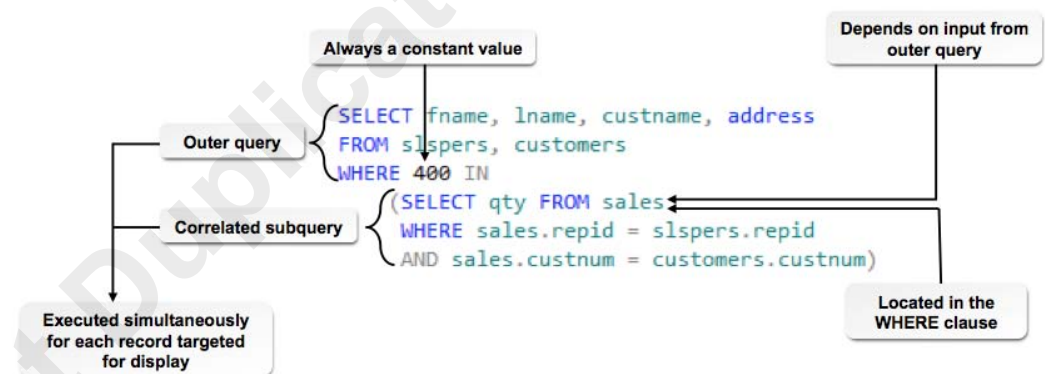 Depends on input from
outer query
Always a constant value
SELECT fname, lname, custname, address
FROM slspers, customers
WHERE 400 IN
(SELECT qty FROM sales
WHERE sales.repid = slspers.repid
AND sales.custnum = customers.custnum)
Outer query
Correlated subquery
Executed simultaneously
for each record targeted
for display
Located in the
WHERE clause